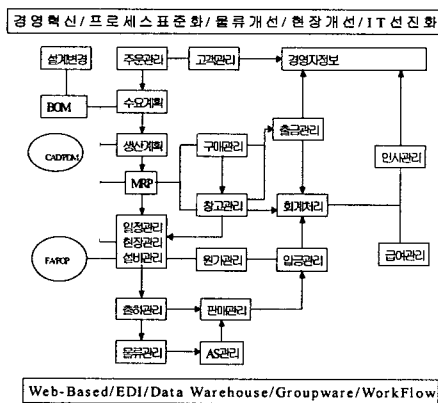 경영혁신/프로세스표준화/물류개선/현장개선/IT선진화
설계변경
주문관리
고객관리
경영자정보
BOM
수요계획
출금관리
CAD/PDM
생산계획
구매관리
인사관리
MRP
창고관리
회계처리
일정관리
현장관리
설비관리
FA/POP
원가관리
입금관리
급여관리
출하관리
판매관리
물류관리
AS관리
Web-Based/EDI/Data Warehouse/Groupware/WorkFlow